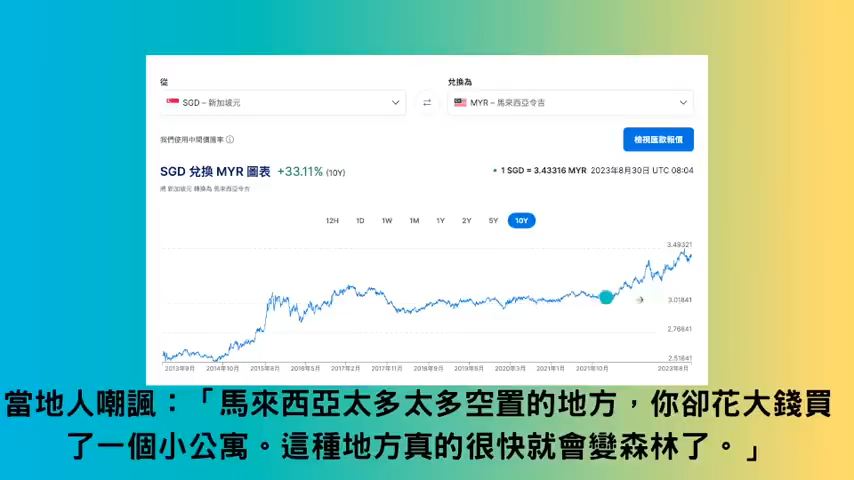 從
兌換為
SGD – 新加坡元
MYR – 馬來西亞令吉
我們使用中間價匯率
檢視匯款報價
SGD 兌換 MYR 圖表 +33.11% (10Y)
1 SGD = 3.43316 MYR 2023年8月30日 UTC 08:04
將 新加坡元 轉換為 馬來西亞令吉
12H 1D 1W 1M 1Y 2Y 5Y 10Y
3.49321
3.01841
2.76641
2.51641
2013年9月 2014年10月 2015年8月 2016年5月 2017年2月 2017年11月 2018年9月 2019年6月 2020年3月 2021年1月 2021年10月 2023年8月
當地人嘲諷：「馬來西亞太多太多空置的地方，你卻花大錢買
了一個小公寓。這種地方真的很快就會變森林了。」